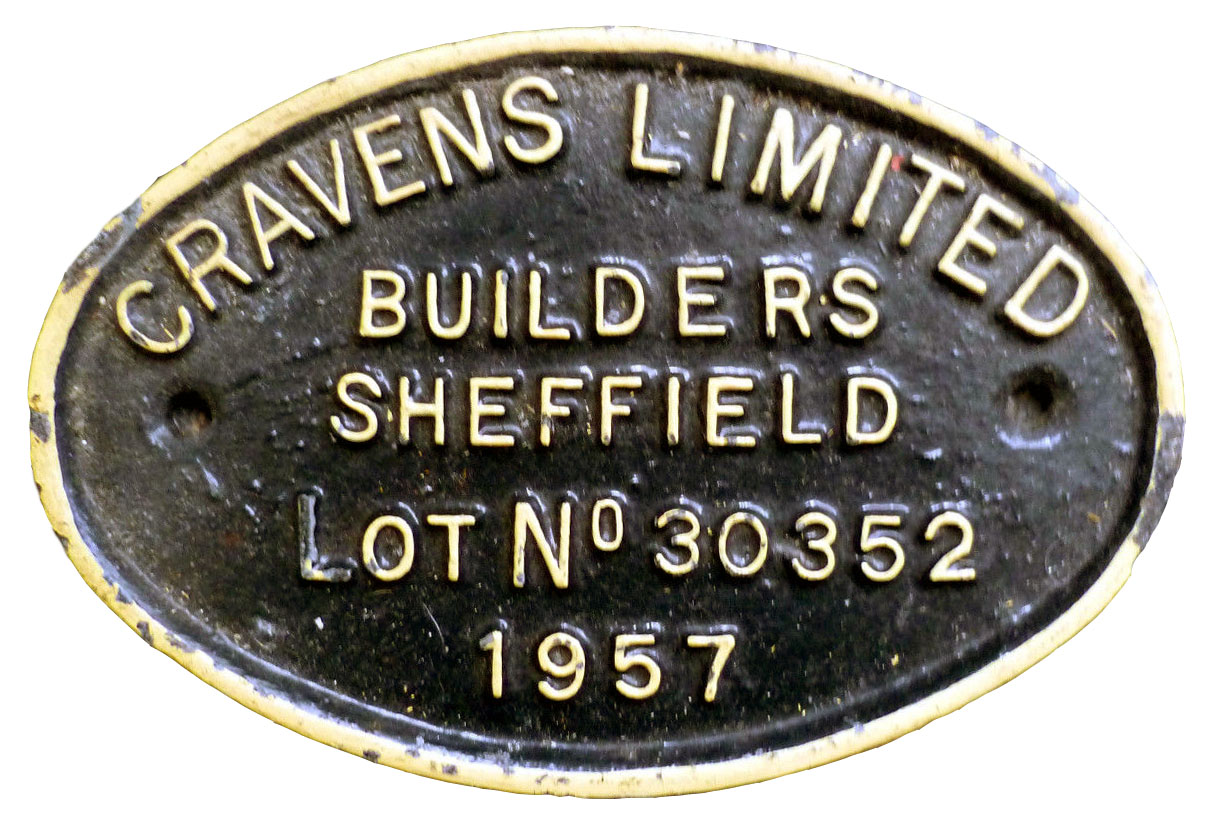 CRAVENS LIMITED
BUILDERS
SHEFFIELD
LOT Nº 30352
1957